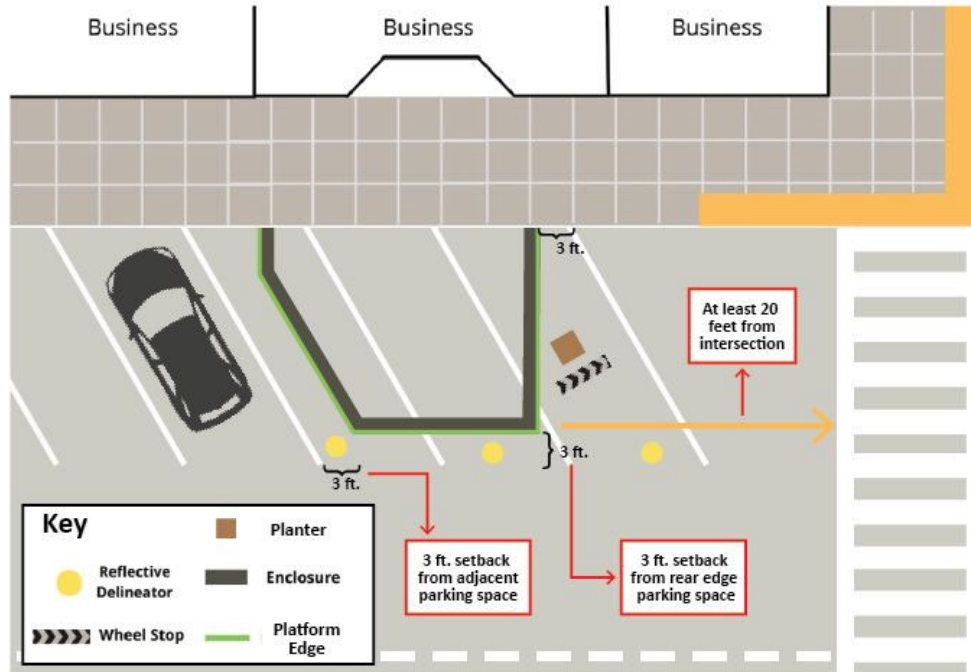 Business
Business
Business
3 ft.
At least 20
feet from
intersection
3 ft.
3 ft.
Key
Planter
Reflective
Delineator
Enclosure
Wheel Stop
Platform
Edge
3 ft. setback
from adjacent
parking space
3 ft. setback
from rear edge
parking space